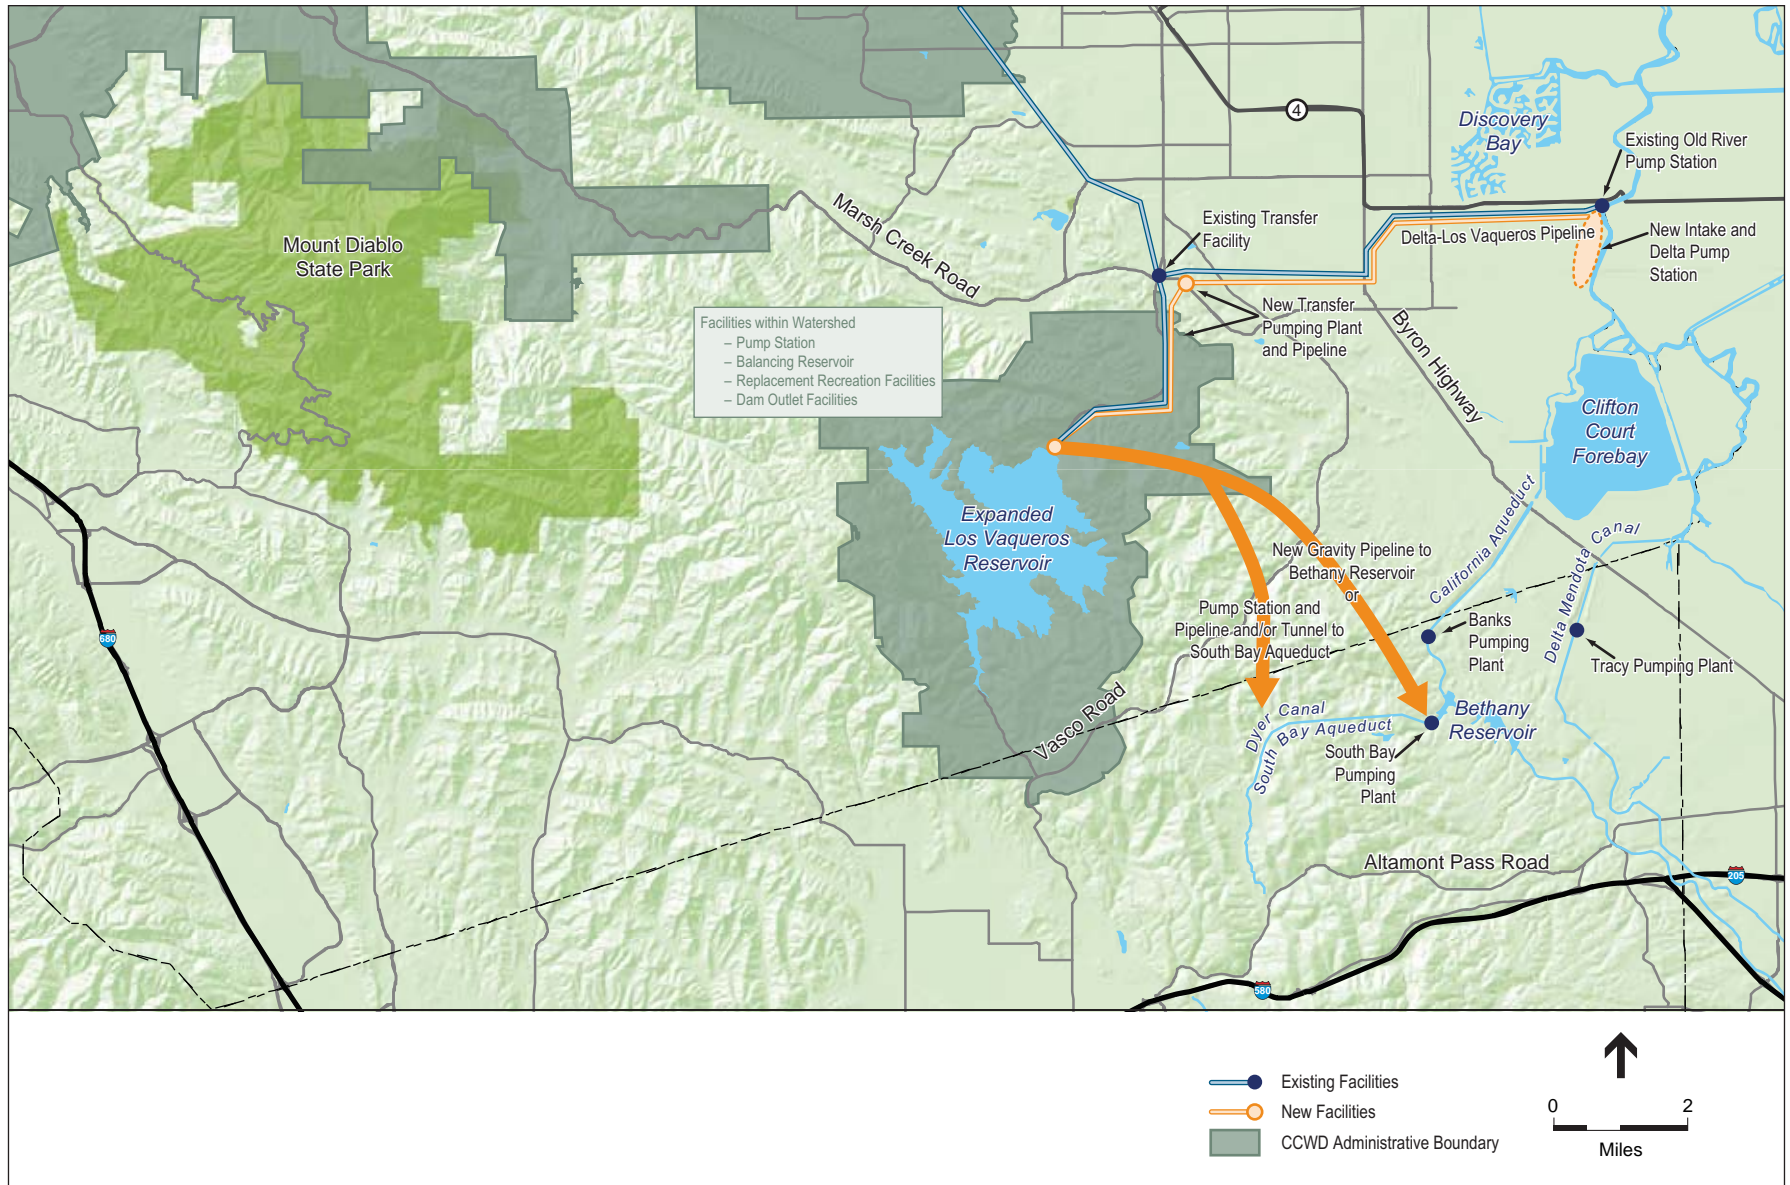 4
Discovery
Bay
Existing Old River
Pump Station
Mount Diablo
State Park
Marsh Creek Road
Existing Transfer
Facility
Delta-Los Vaqueros Pipeline
New Intake and
Delta Pump
Station
New Transfer
Pumping Plant
and Pipeline
Byron Highway
Facilities within Watershed
– Pump Station
– Balancing Reservoir
– Replacement Recreation Facilities
– Dam Outlet Facilities
Clifton
Court
Forebay
Expanded
Los Vaqueros
Reservoir
California Aqueduct
Delta Mendota Canal
New Gravity Pipeline to
Bethany Reservoir
or
Pump Station and
Pipeline and/or Tunnel to
South Bay Aqueduct
Banks
Pumping
Plant
Tracy Pumping Plant
680
Vasco Road
Dyer Canal
South Bay Aqueduct
Bethany
Reservoir
South Bay
Pumping
Plant
Altamont Pass Road
205
580
Existing Facilities
New Facilities
CCWD Administrative Boundary
0 2
Miles